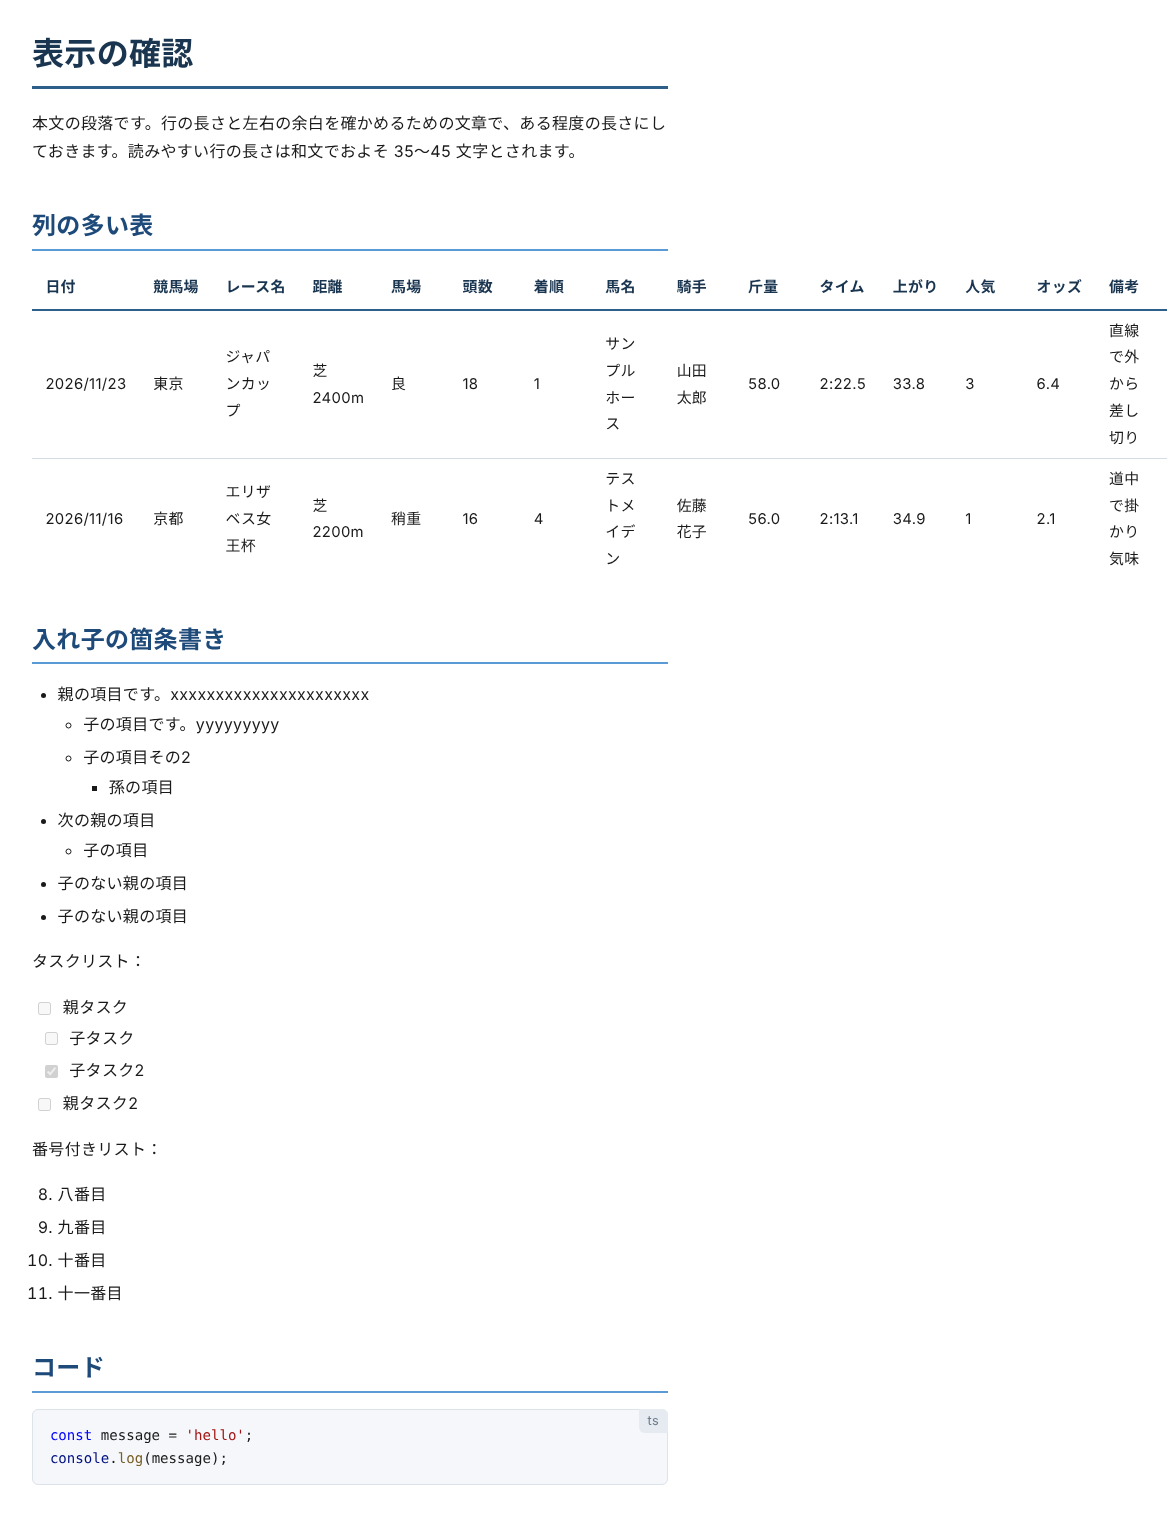 表示の確認
本文の段落です。行の長さと左右の余白を確かめるための文章で、ある程度の長さにし
ておきます。読みやすい行の長さは和文でおよそ 35〜45 文字とされます。
列の多い表
日付 競馬場 レース名 距離 馬場 頭数 着順 馬名 騎手 斤量 タイム 上がり 人気 オッズ 備考
2026/11/23 東京 ジャパンカップ 芝2400m 良 18 1 サンプルホース 山田太郎 58.0 2:22.5 33.8 3 6.4 直線で外から差し切り
2026/11/16 京都 エリザベス女王杯 芝2200m 稍重 16 4 テストメイデン 佐藤花子 56.0 2:13.1 34.9 1 2.1 道中で掛かり気味
入れ子の箇条書き
親の項目です。xxxxxxxxxxxxxxxxxxxxxx
子の項目です。yyyyyyyyy
子の項目その2
孫の項目
次の親の項目
子の項目
子のない親の項目
子のない親の項目
タスクリスト：
親タスク
子タスク
子タスク2
親タスク2
番号付きリスト：
8. 八番目
9. 九番目
10. 十番目
11. 十一番目
コード
ts
const message = 'hello';
console.log(message);